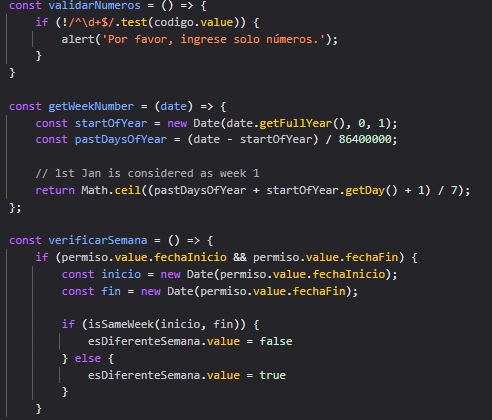 const validarNumeros = () => {
    if (!/^\d+$/.test(codigo.value)) {
        alert('Por favor, ingrese solo números.');
    }
}

const getWeekNumber = (date) => {
    const startOfYear = new Date(date.getFullYear(), 0, 1);
    const pastDaysOfYear = (date - startOfYear) / 86400000;

    // 1st Jan is considered as week 1
    return Math.ceil((pastDaysOfYear + startOfYear.getDay() + 1) / 7);
};

const verificarSemana = () => {
    if (permiso.value.fechaInicio && permiso.value.fechaFin) {
        const inicio = new Date(permiso.value.fechaInicio);
        const fin = new Date(permiso.value.fechaFin);

        if (isSameWeek(inicio, fin)) {
            esDiferenteSemana.value = false
        } else {
            esDiferenteSemana.value = true
        }
    }